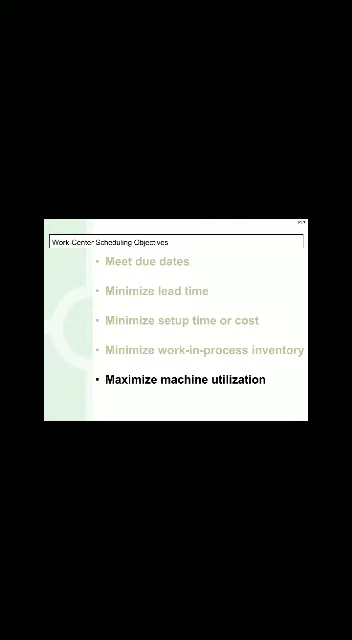 Work-Center Scheduling Objectives
• Meet due dates
• Minimize lead time
• Minimize setup time or cost
• Minimize work-in-process inventory
• Maximize machine utilization